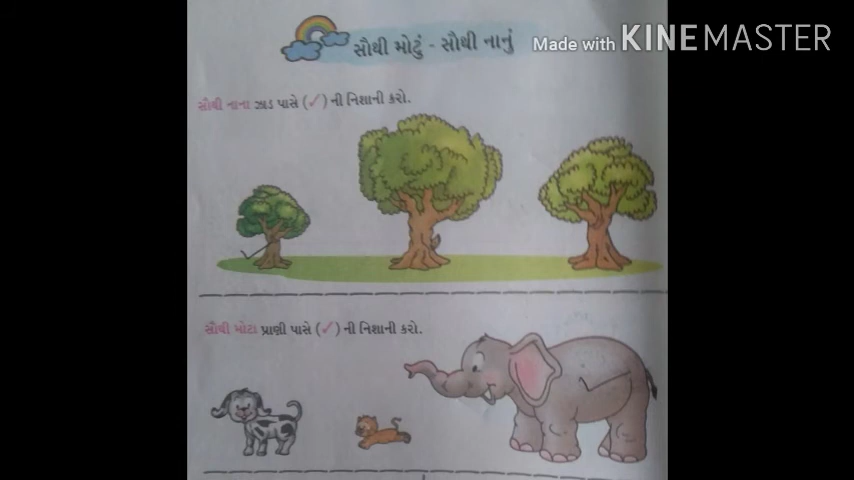 સૌથી મોટું - સૌથી નાનું
Made with KINEMASTER
સૌથી નાના ઝાડ પાસે (✓) ની નિશાની કરો.
સૌથી મોટા પ્રાણી પાસે (✓) ની નિશાની કરો.